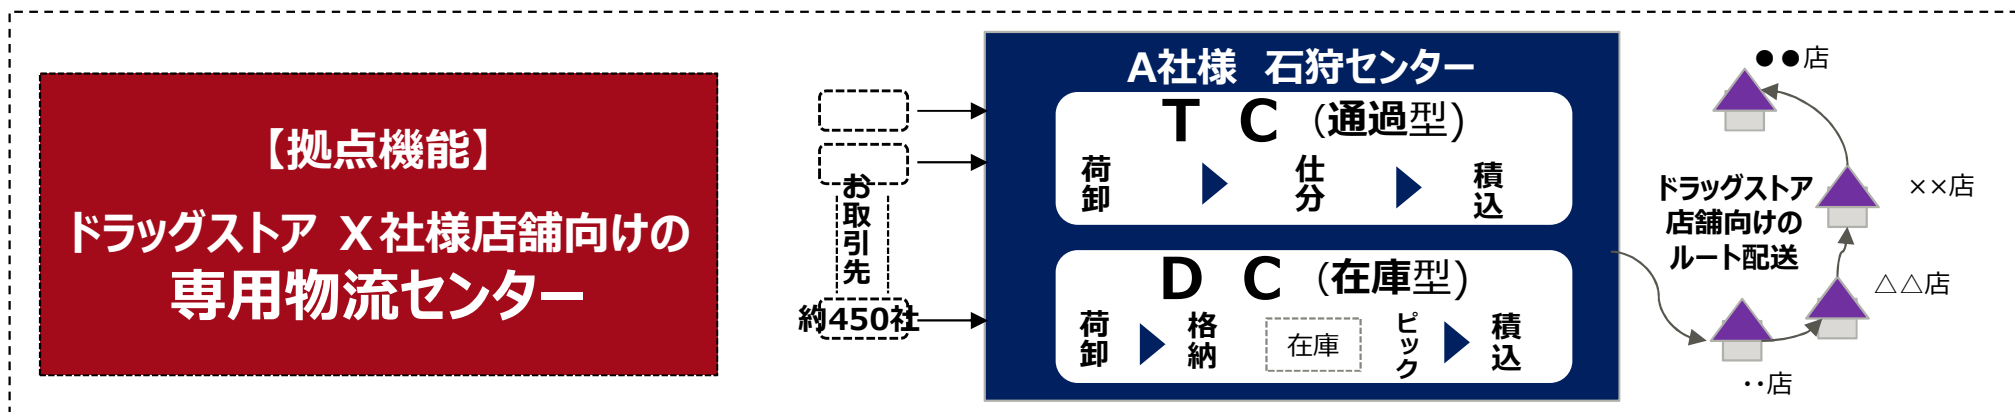 【拠点機能】
ドラッグストア X社様店舗向けの
専用物流センター
お取引先
約450社
A社様 石狩センター
TC(通過型)
荷卸
仕分
積込
DC(在庫型)
荷卸
格納
在庫
ピック
積込
ドラッグストア
店舗向けの
ルート配送
●●店
××店
△△店
‥店